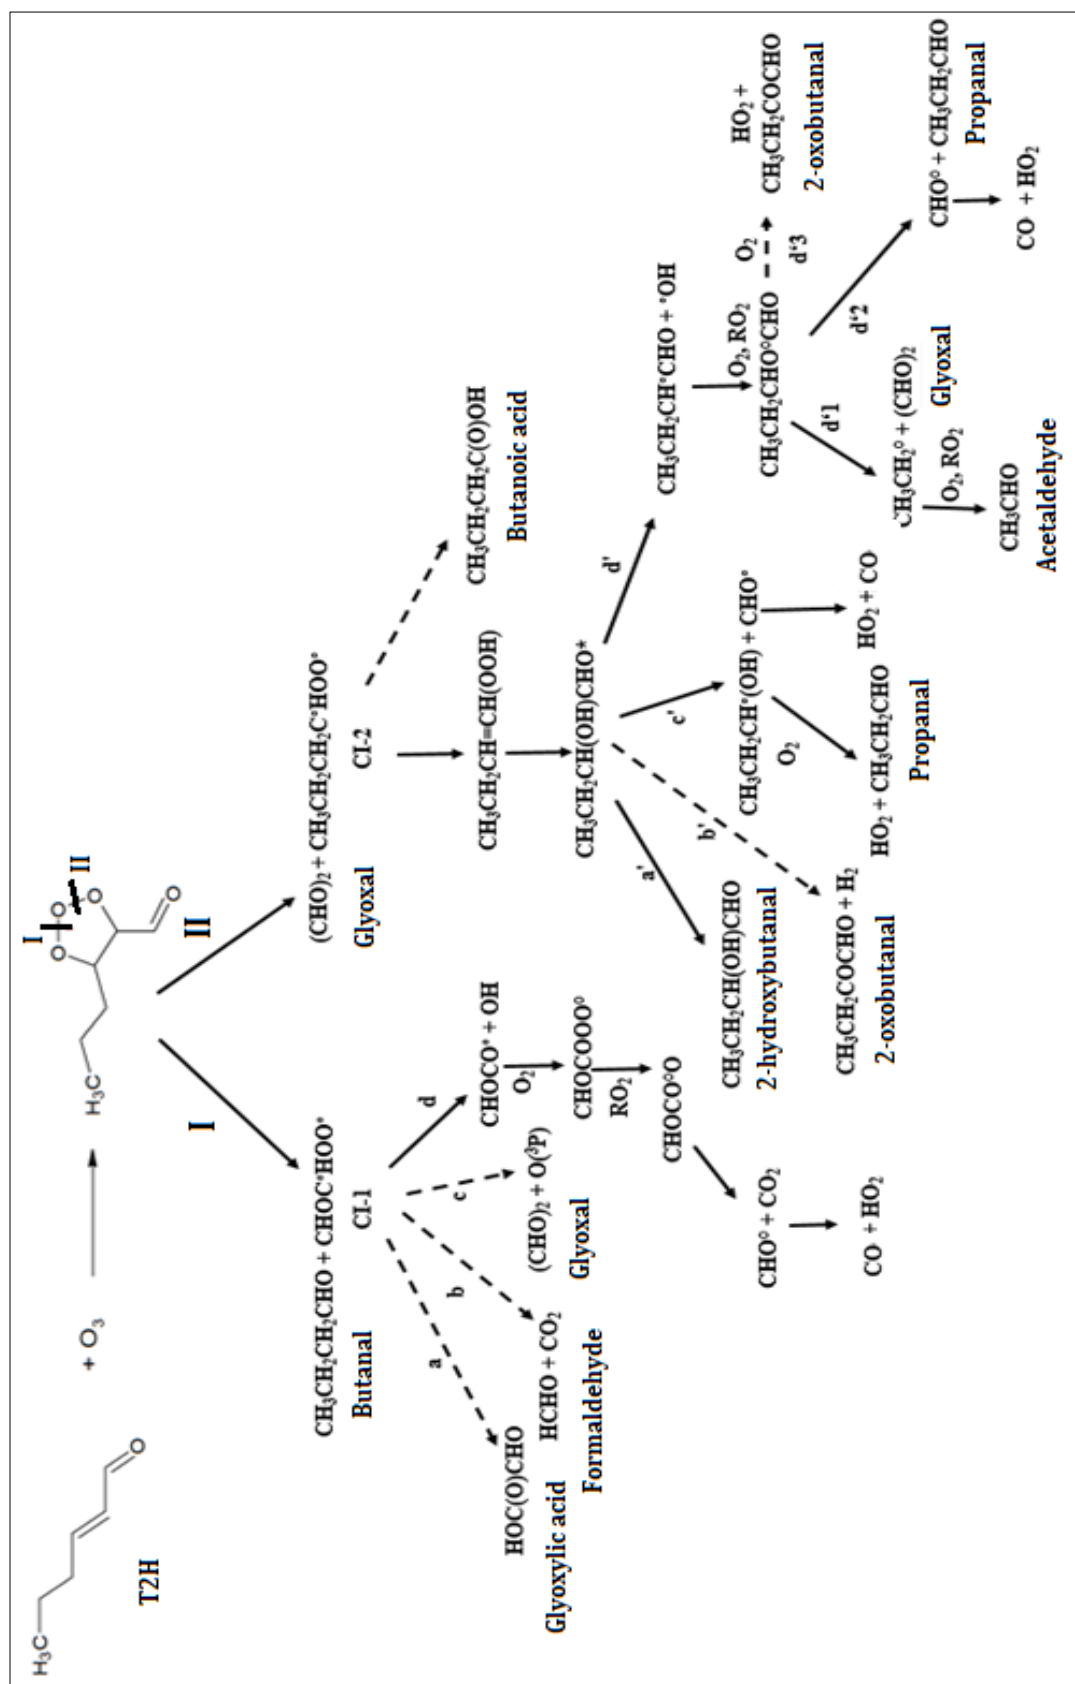 H₃C
O
T2H
+ O₃
H₃C
O
O
O
O
I
II
I
II
CH₃CH₂CH₂CHO + CHOC•HOO•
Butanal
CI-1
(CHO)₂ + CH₃CH₂CH₂C•HOO•
Glyoxal
CI-2
a
b
c
d
HOC(O)CHO
Glyoxylic acid
HCHO + CO₂
Formaldehyde
(CHO)₂ + O(³P)
Glyoxal
CHOCO• + OH
O₂
CHOCOOO°
RO₂
CHOCO°O
CHO° + CO₂
CO + HO₂
CH₃CH₂CH₂C(O)OH
Butanoic acid
CH₃CH₂CH=CH(OOH)
CH₃CH₂CH(OH)CHO*
a'
b'
c'
d'
CH₃CH₂CH(OH)CHO
2-hydroxybutanal
CH₃CH₂COCHO + H₂
2-oxobutanal
CH₃CH₂CH•(OH) + CHO•
O₂
HO₂ + CH₃CH₂CHO
Propanal
HO₂ + CO
CH₃CH₂CH•CHO + •OH
O₂, RO₂
CH₃CH₂CHO°CHO
O₂
d'3
HO₂ +
CH₃CH₂COCHO
2-oxobutanal
d'1
d'2
CH₃CH₂° + (CHO)₂
Glyoxal
O₂, RO₂
CH₃CHO
Acetaldehyde
CHO° + CH₃CH₂CHO
Propanal
CO + HO₂